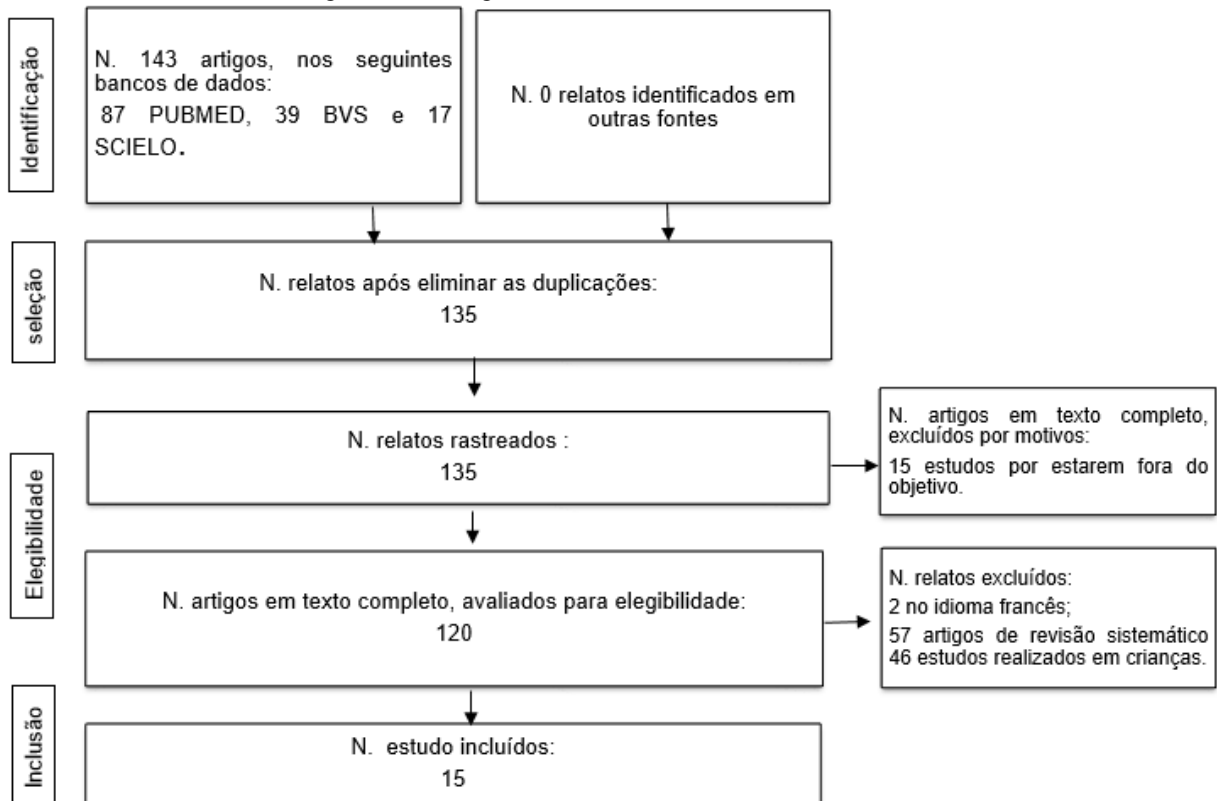 Identificação
N. 143 artigos, nos seguintes
bancos de dados:
87 PUBMED, 39 BVS e 17
SCIELO.
N. 0 relatos identificados em
outras fontes
seleção
N. relatos após eliminar as duplicações:
135
Elegibilidade
N. relatos rastreados :
135
N. artigos em texto completo,
excluídos por motivos:
15 estudos por estarem fora do
objetivo.
N. artigos em texto completo, avaliados para elegibilidade:
120
N. relatos excluídos:
2 no idioma francês;
57 artigos de revisão sistemático
46 estudos realizados em crianças.
Inclusão
N. estudo incluídos:
15